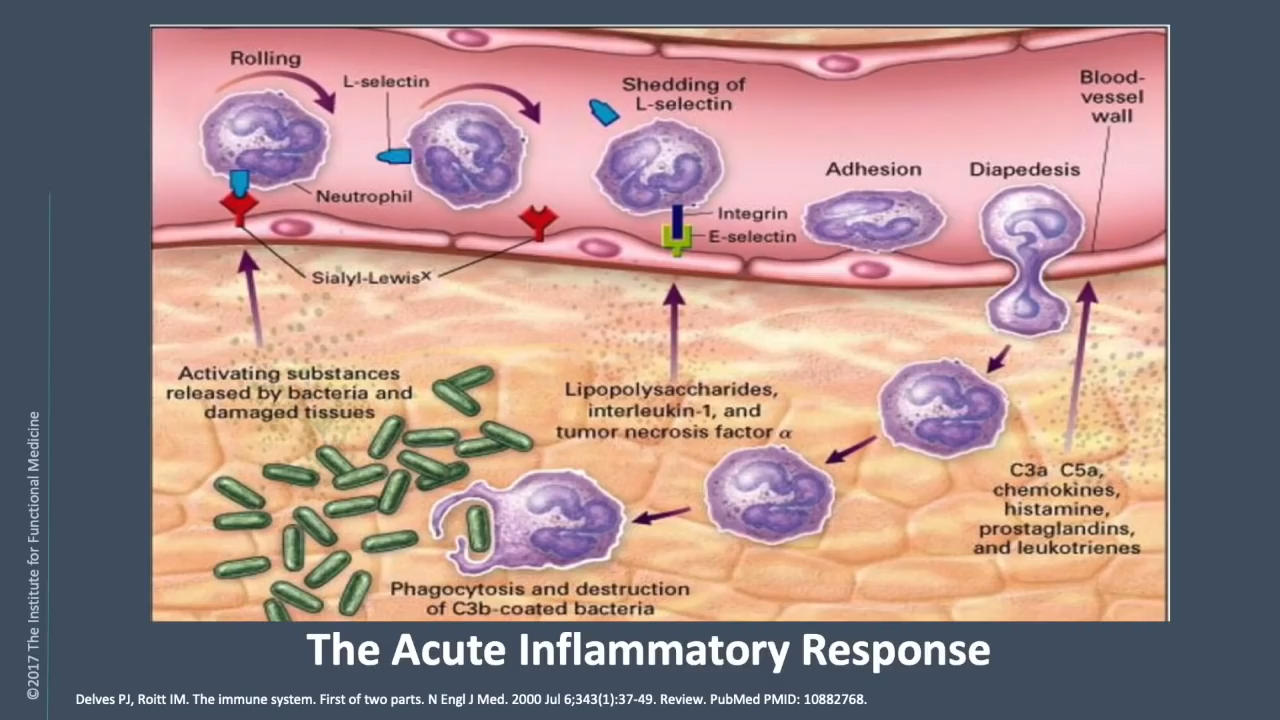 Rolling
L-selectin
Shedding of
L-selectin
Blood-
vessel
wall
Neutrophil
Adhesion
Diapedesis
Integrin
E-selectin
Sialyl-Lewisˣ
Activating substances
released by bacteria and
damaged tissues
Lipopolysaccharides,
interleukin-1, and
tumor necrosis factor α
C3a C5a,
chemokines,
histamine,
prostaglandins,
and leukotrienes
Phagocytosis and destruction
of C3b-coated bacteria
The Acute Inflammatory Response
Delves PJ, Roitt IM. The immune system. First of two parts. N Engl J Med. 2000 Jul 6;343(1):37-49. Review. PubMed PMID: 10882768.
©2017 The Institute for Functional Medicine